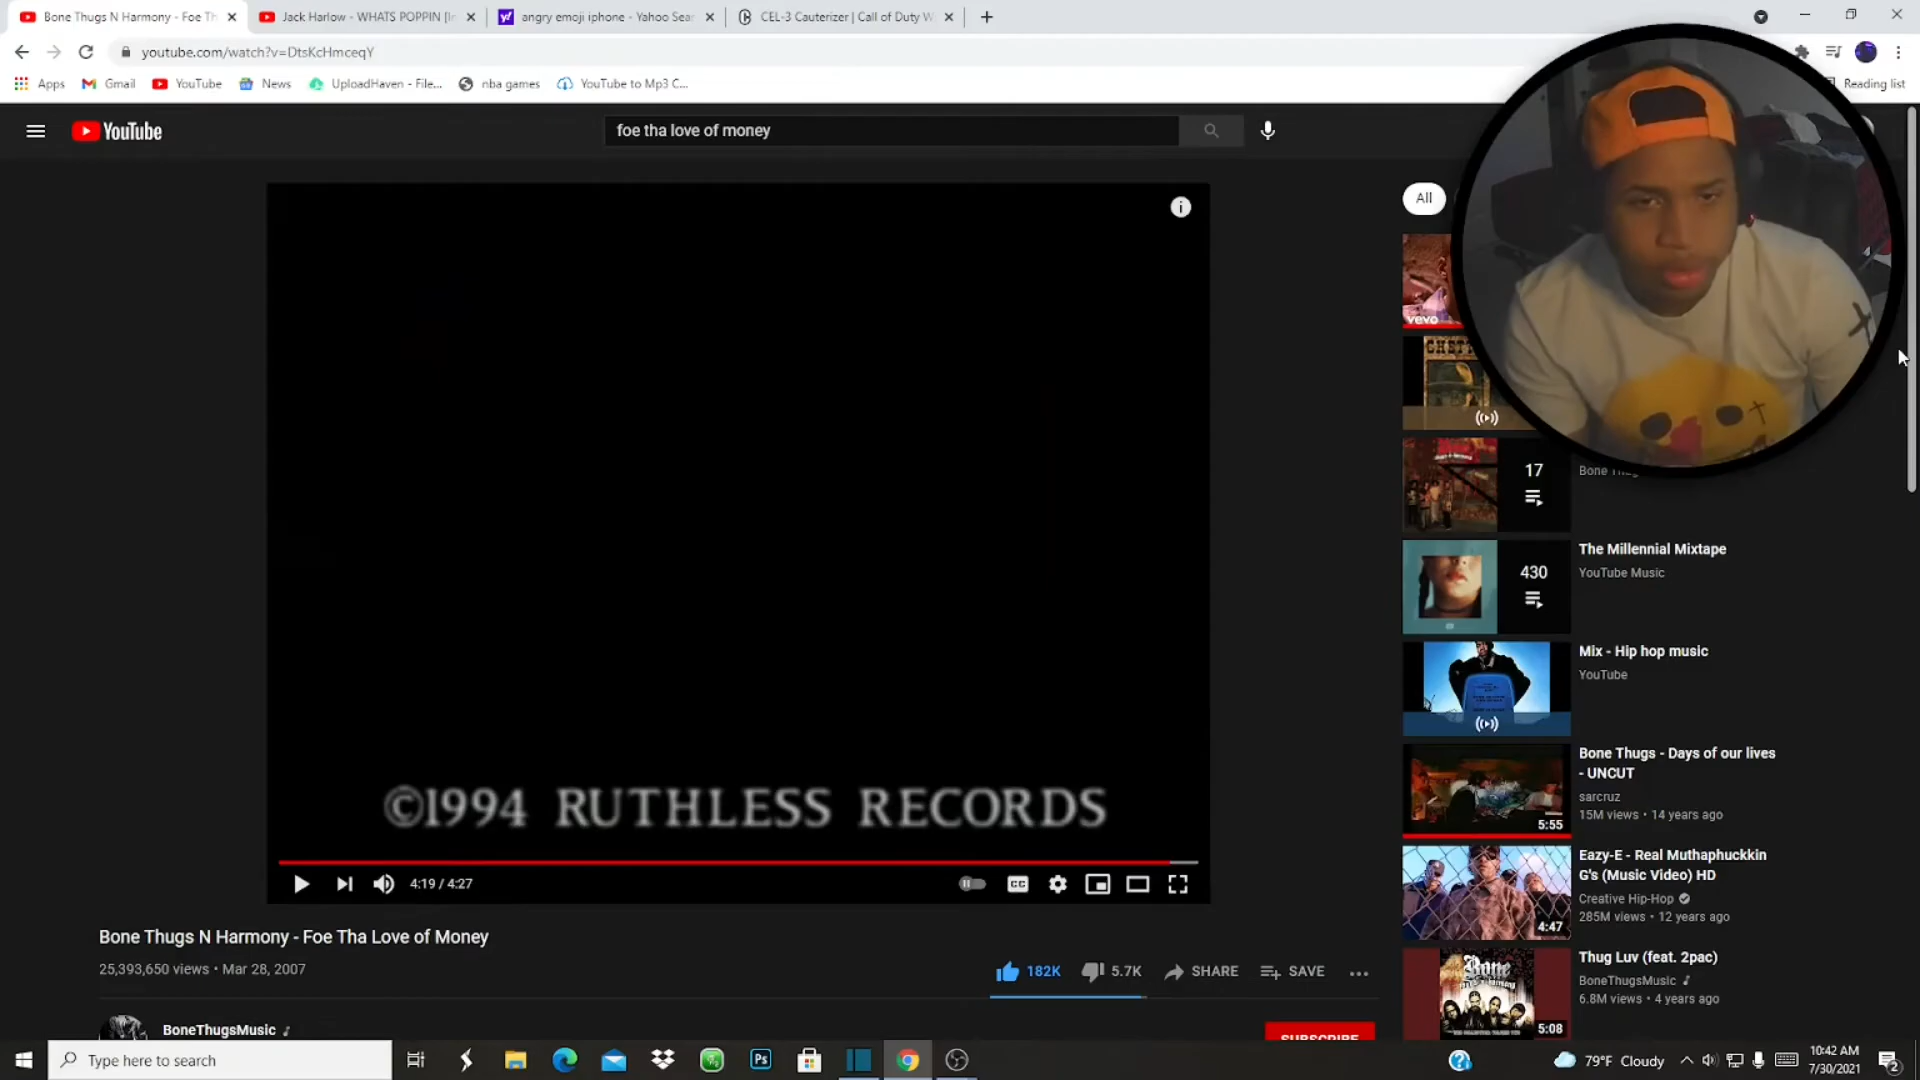 Bone Thugs N Harmony - Foe Th
Jack Harlow - WHATS POPPIN [I
angry emoji iphone - Yahoo Sear
CEL-3 Cauterizer | Call of Duty W
youtube.com/watch?v=DtsKcHmceqY
Apps
Gmail
YouTube
News
UploadHaven - File...
nba games
YouTube to Mp3 C...
Reading list
YouTube
foe tha love of money
All
vevo
17
Bone
430
The Millennial Mixtape
YouTube Music
Mix - Hip hop music
YouTube
Bone Thugs - Days of our lives
- UNCUT
sarcruz
15M views • 14 years ago
5:55
Eazy-E - Real Muthaphuckkin
G's (Music Video) HD
Creative Hip-Hop
285M views • 12 years ago
4:47
Thug Luv (feat. 2pac)
BoneThugsMusic
6.8M views • 4 years ago
5:08
©1994 RUTHLESS RECORDS
4:19 / 4:27
CC
Bone Thugs N Harmony - Foe Tha Love of Money
25,393,650 views • Mar 28, 2007
182K
5.7K
SHARE
SAVE
BoneThugsMusic
SUBSCRIBE
Type here to search
Ps
79°F Cloudy
10:42 AM
7/30/2021
2